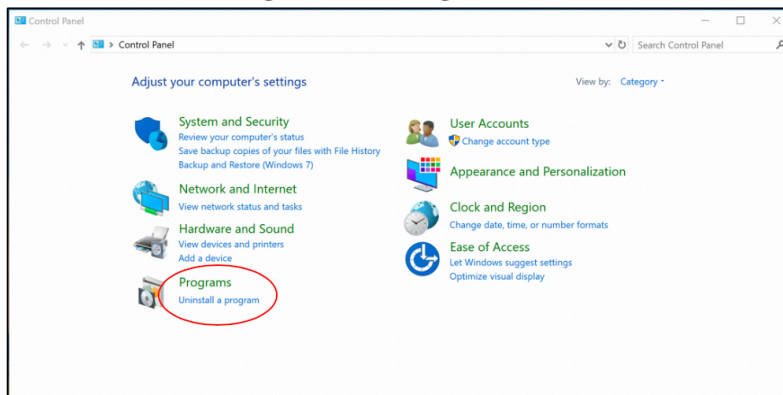 Control Panel
Control Panel
Search Control Panel
Adjust your computer's settings
View by: Category
System and Security
Review your computer's status
Save backup copies of your files with File History
Backup and Restore (Windows 7)
Network and Internet
View network status and tasks
Hardware and Sound
View devices and printers
Add a device
Programs
Uninstall a program
User Accounts
Change account type
Appearance and Personalization
Clock and Region
Change date, time, or number formats
Ease of Access
Let Windows suggest settings
Optimize visual display